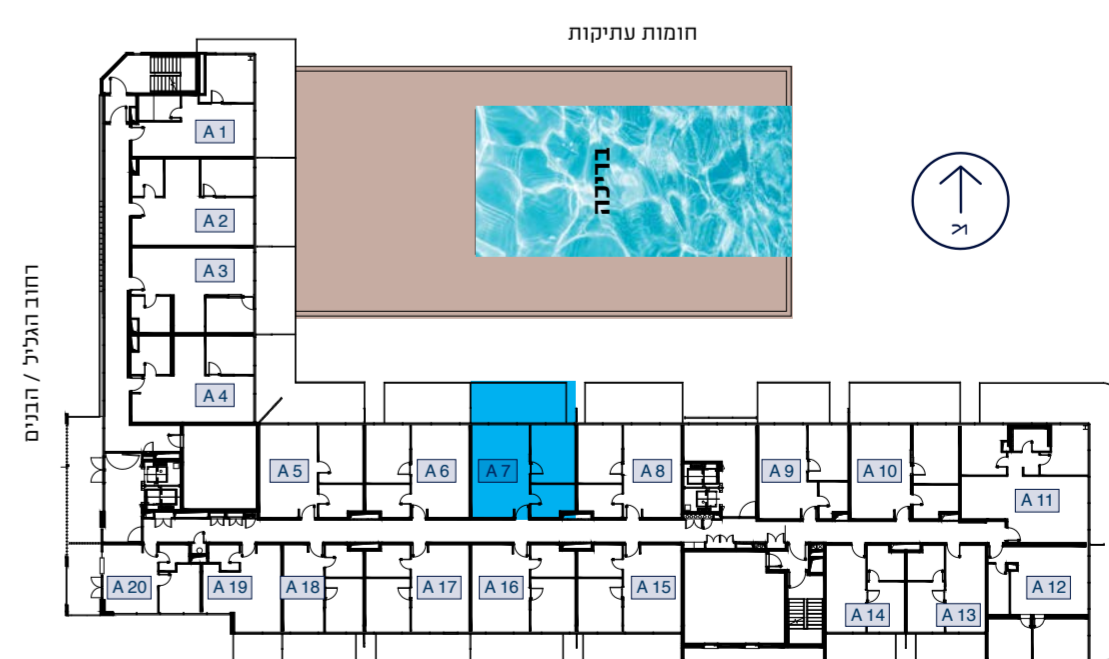 חומות עתיקות
בריכה
צ
רחוב הגליל / הבנים
A 1
A 2
A 3
A 4
A 5
A 6
A 7
A 8
A 9
A 10
A 11
A 20
A 19
A 18
A 17
A 16
A 15
A 14
A 13
A 12